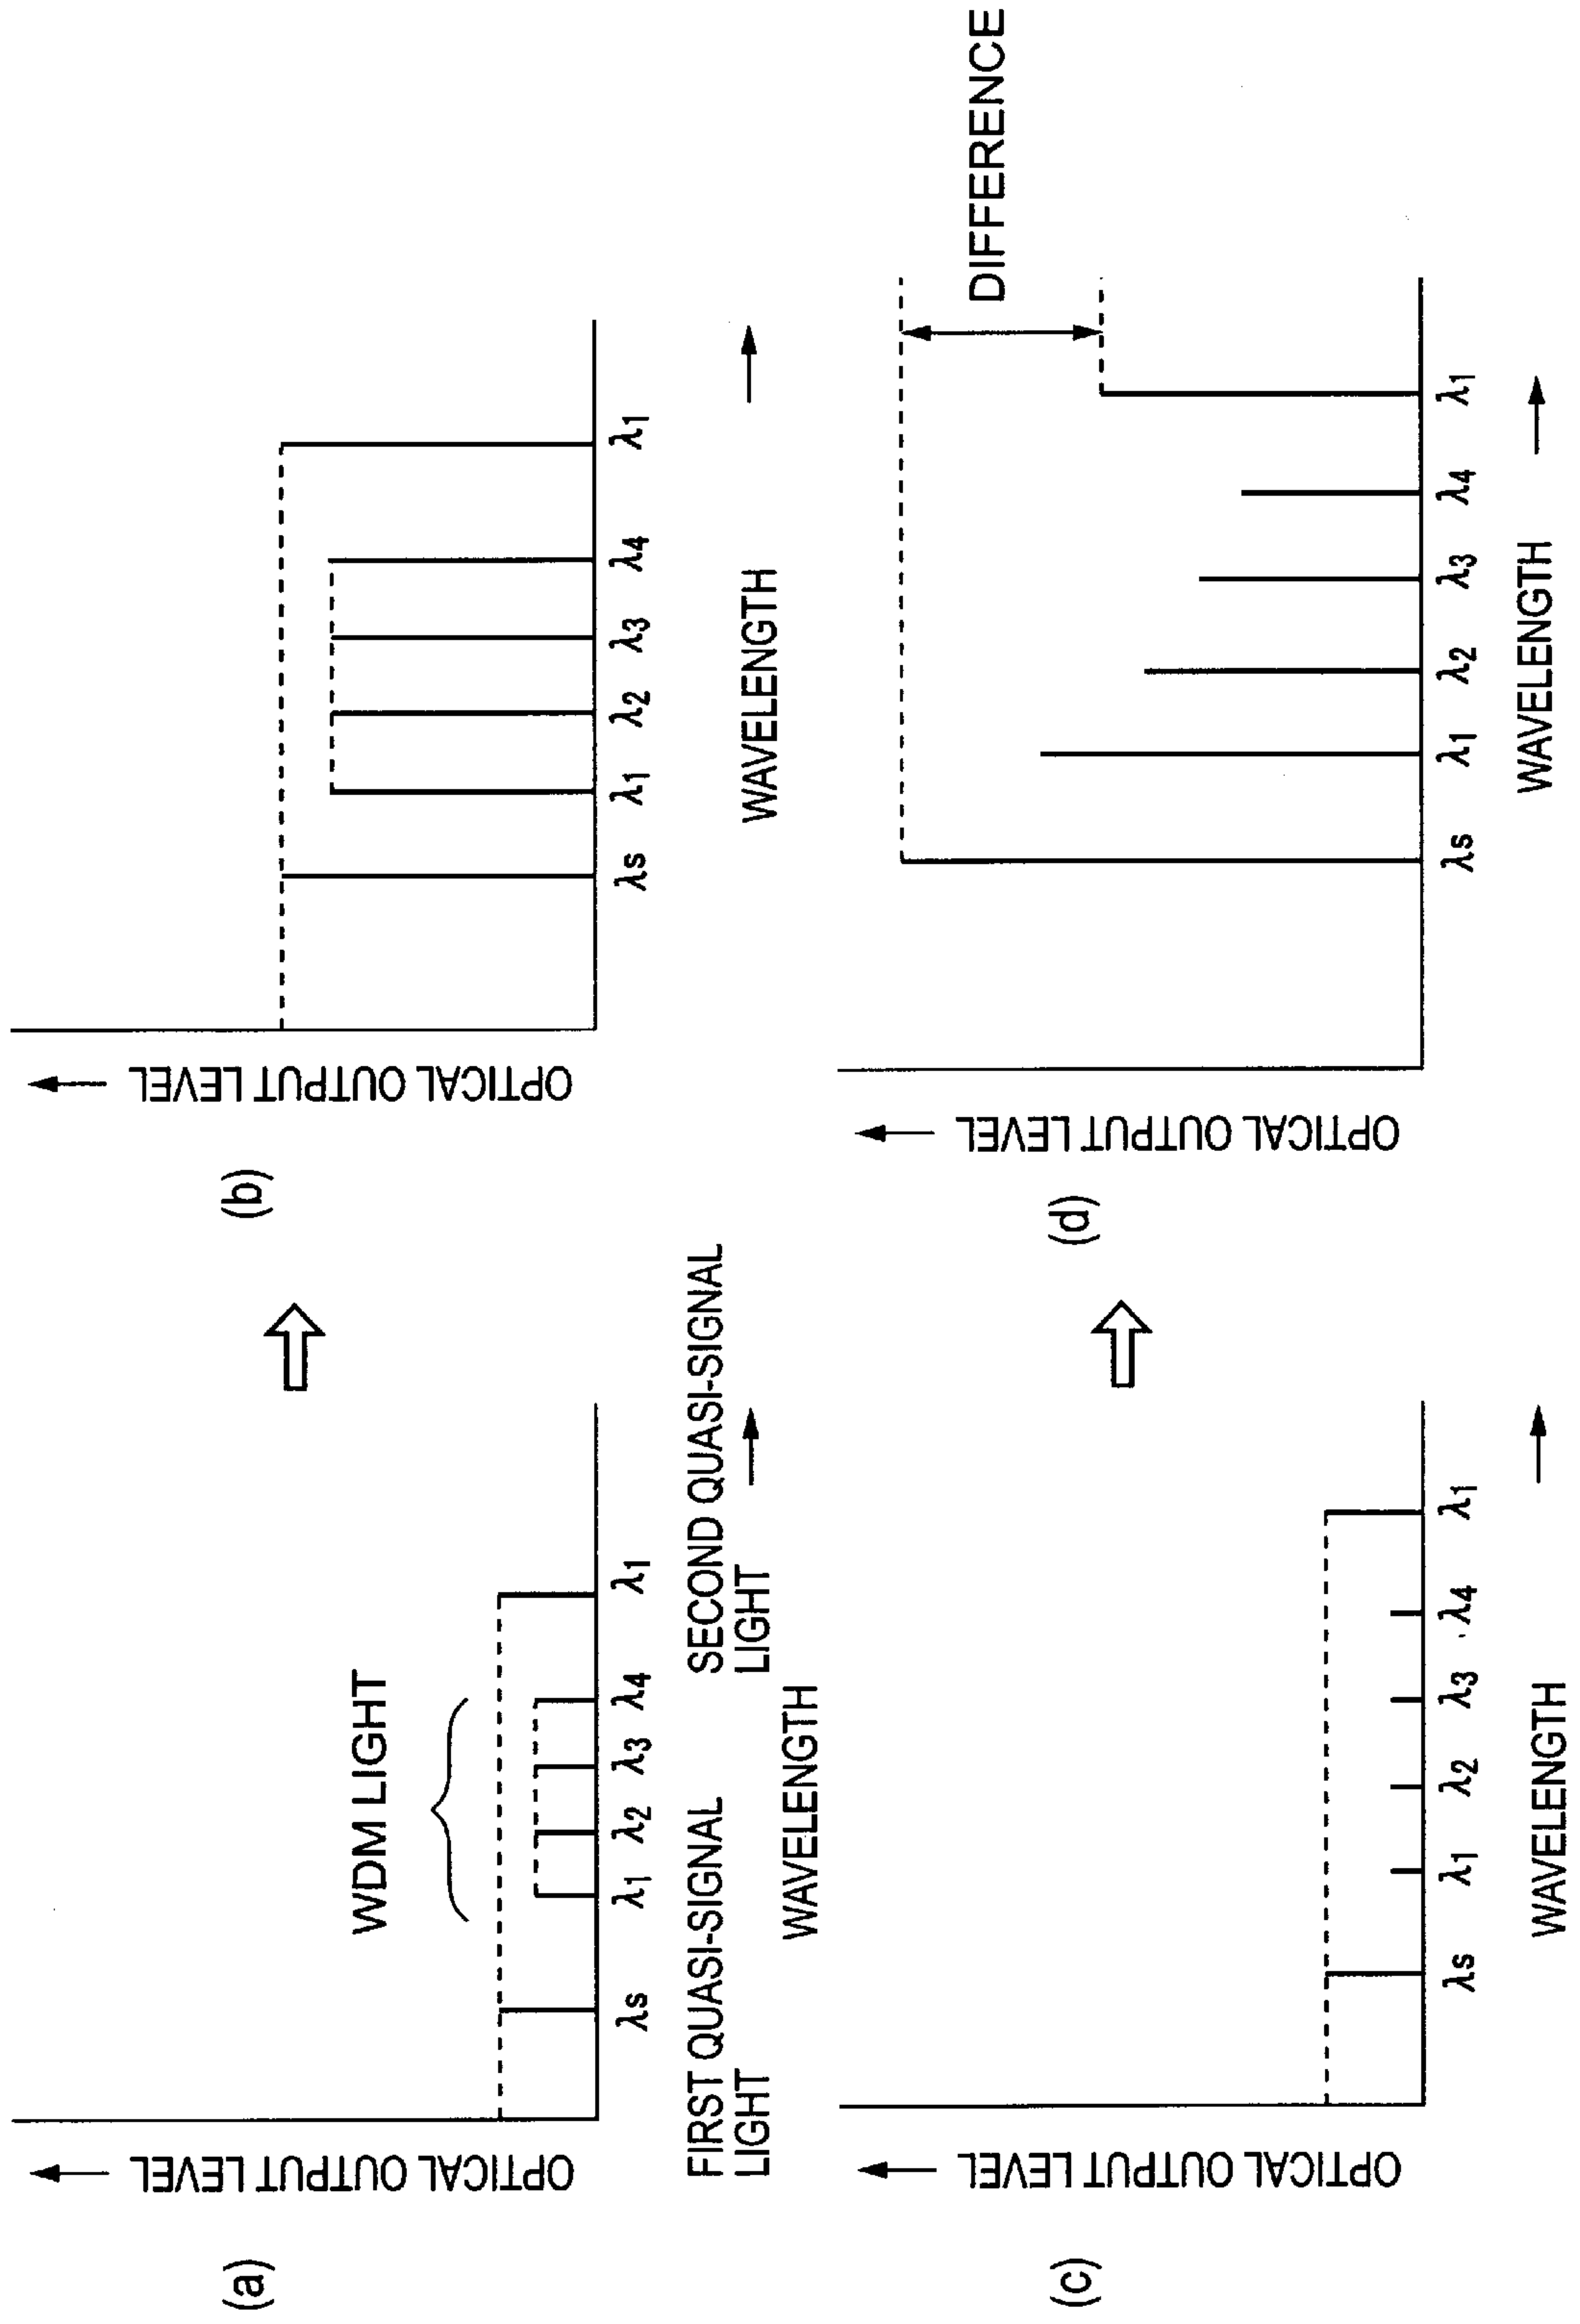 (a)
OPTICAL OUTPUT LEVEL
WDM LIGHT
λs λ1 λ2 λ3 λ4 λ1
FIRST QUASI-SIGNAL
LIGHT
SECOND QUASI-SIGNAL
LIGHT
WAVELENGTH
(b)
OPTICAL OUTPUT LEVEL
λs λ1 λ2 λ3 λ4 λ1
WAVELENGTH
(c)
OPTICAL OUTPUT LEVEL
λs λ1 λ2 λ3 λ4 λ1
WAVELENGTH
(d)
OPTICAL OUTPUT LEVEL
DIFFERENCE
λs λ1 λ2 λ3 λ4 λ1
WAVELENGTH